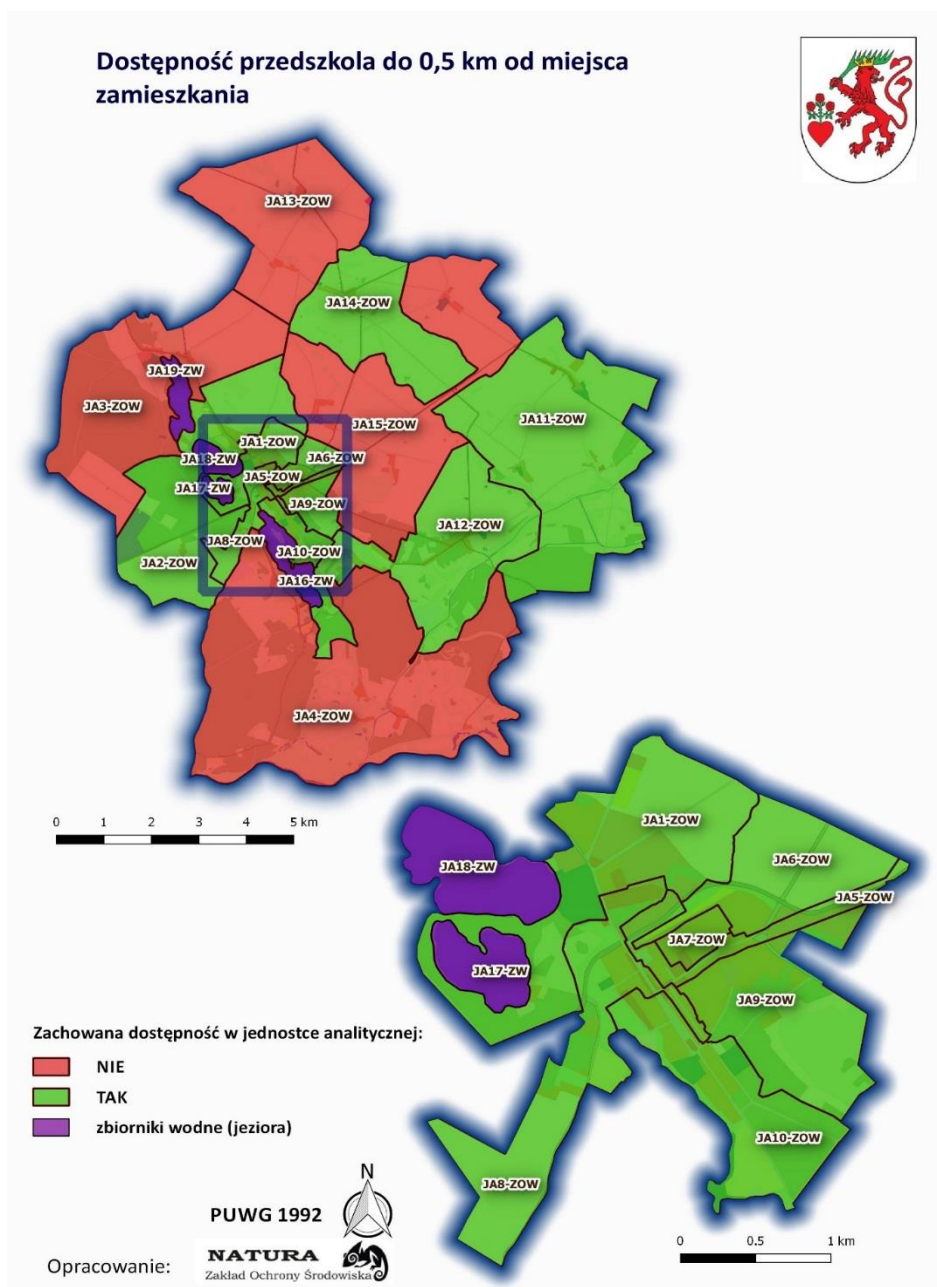 Dostępność przedszkola do 0,5 km od miejsca
zamieszkania
JA13-ZOW
JA14-ZOW
JA19-ZW
JA3-ZOW
JA11-ZOW
JA15-ZOW
JA1-ZOW
JA18-ZW
JA6-ZOW
JA5-ZOW
JA17-ZW
JA9-ZOW
JA12-ZOW
JA8-ZOW
JA10-ZOW
JA2-ZOW
JA16-ZW
JA4-ZOW
0 1 2 3 4 5 km
JA1-ZOW
JA6-ZOW
JA18-ZW
JA5-ZOW
JA7-ZOW
JA17-ZW
JA9-ZOW
JA10-ZOW
JA8-ZOW
Zachowana dostępność w jednostce analitycznej:
NIE
TAK
zbiorniki wodne (jeziora)
N
PUWG 1992
Opracowanie:
NATURA
Zakład Ochrony Środowiska
0 0.5 1 km